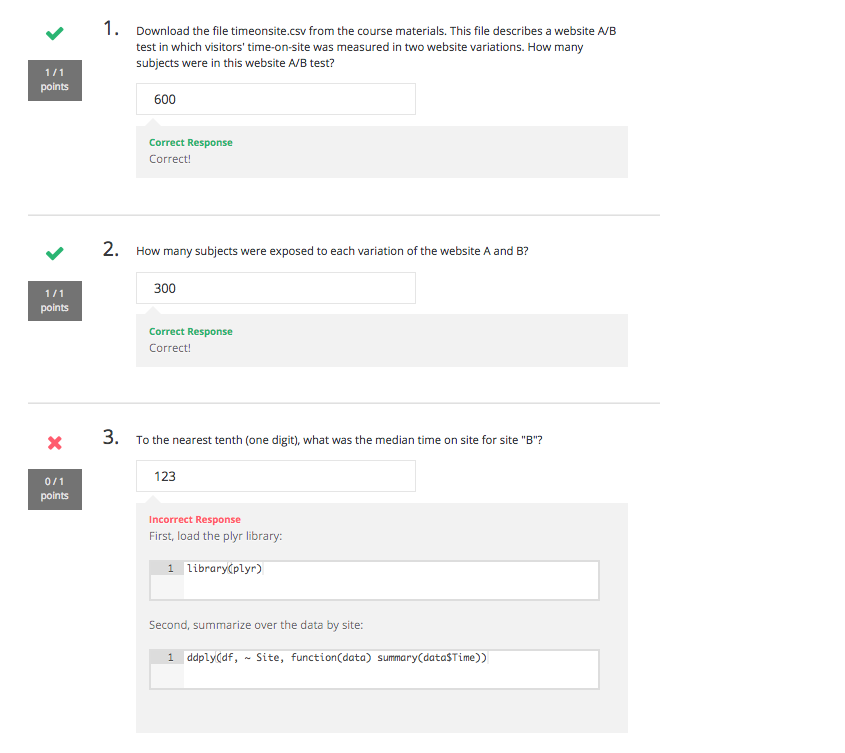 1. Download the file timeonsite.csv from the course materials. This file describes a website A/B
test in which visitors' time-on-site was measured in two website variations. How many
subjects were in this website A/B test?
1 / 1
points
600
Correct Response
Correct!
2. How many subjects were exposed to each variation of the website A and B?
1 / 1
points
300
Correct Response
Correct!
3. To the nearest tenth (one digit), what was the median time on site for site "B"?
0 / 1
points
123
Incorrect Response
First, load the plyr library:
1 library(plyr)
Second, summarize over the data by site:
1 ddply(df, ~ Site, function(data) summary(data$Time))